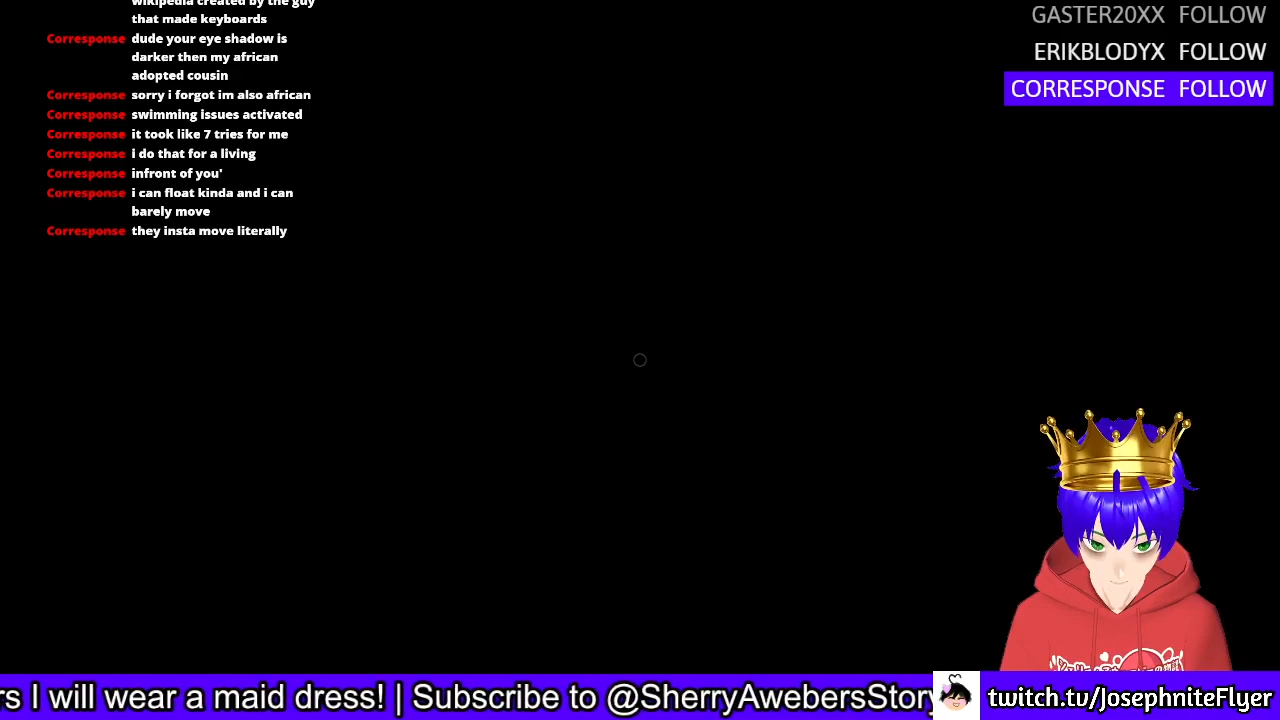 wikipedia created by the guy
that made keyboards
Corresponse dude your eye shadow is
darker then my african
adopted cousin
Corresponse sorry i forgot im also african
Corresponse swimming issues activated
Corresponse it took like 7 tries for me
Corresponse i do that for a living
Corresponse infront of you'
Corresponse i can float kinda and i can
barely move
Corresponse they insta move literally
GASTER20XX FOLLOW
ERIKBLODYX FOLLOW
CORRESPONSE FOLLOW
rs I will wear a maid dress! | Subscribe to @SherryAwebersStory
twitch.tv/JosephniteFlyer